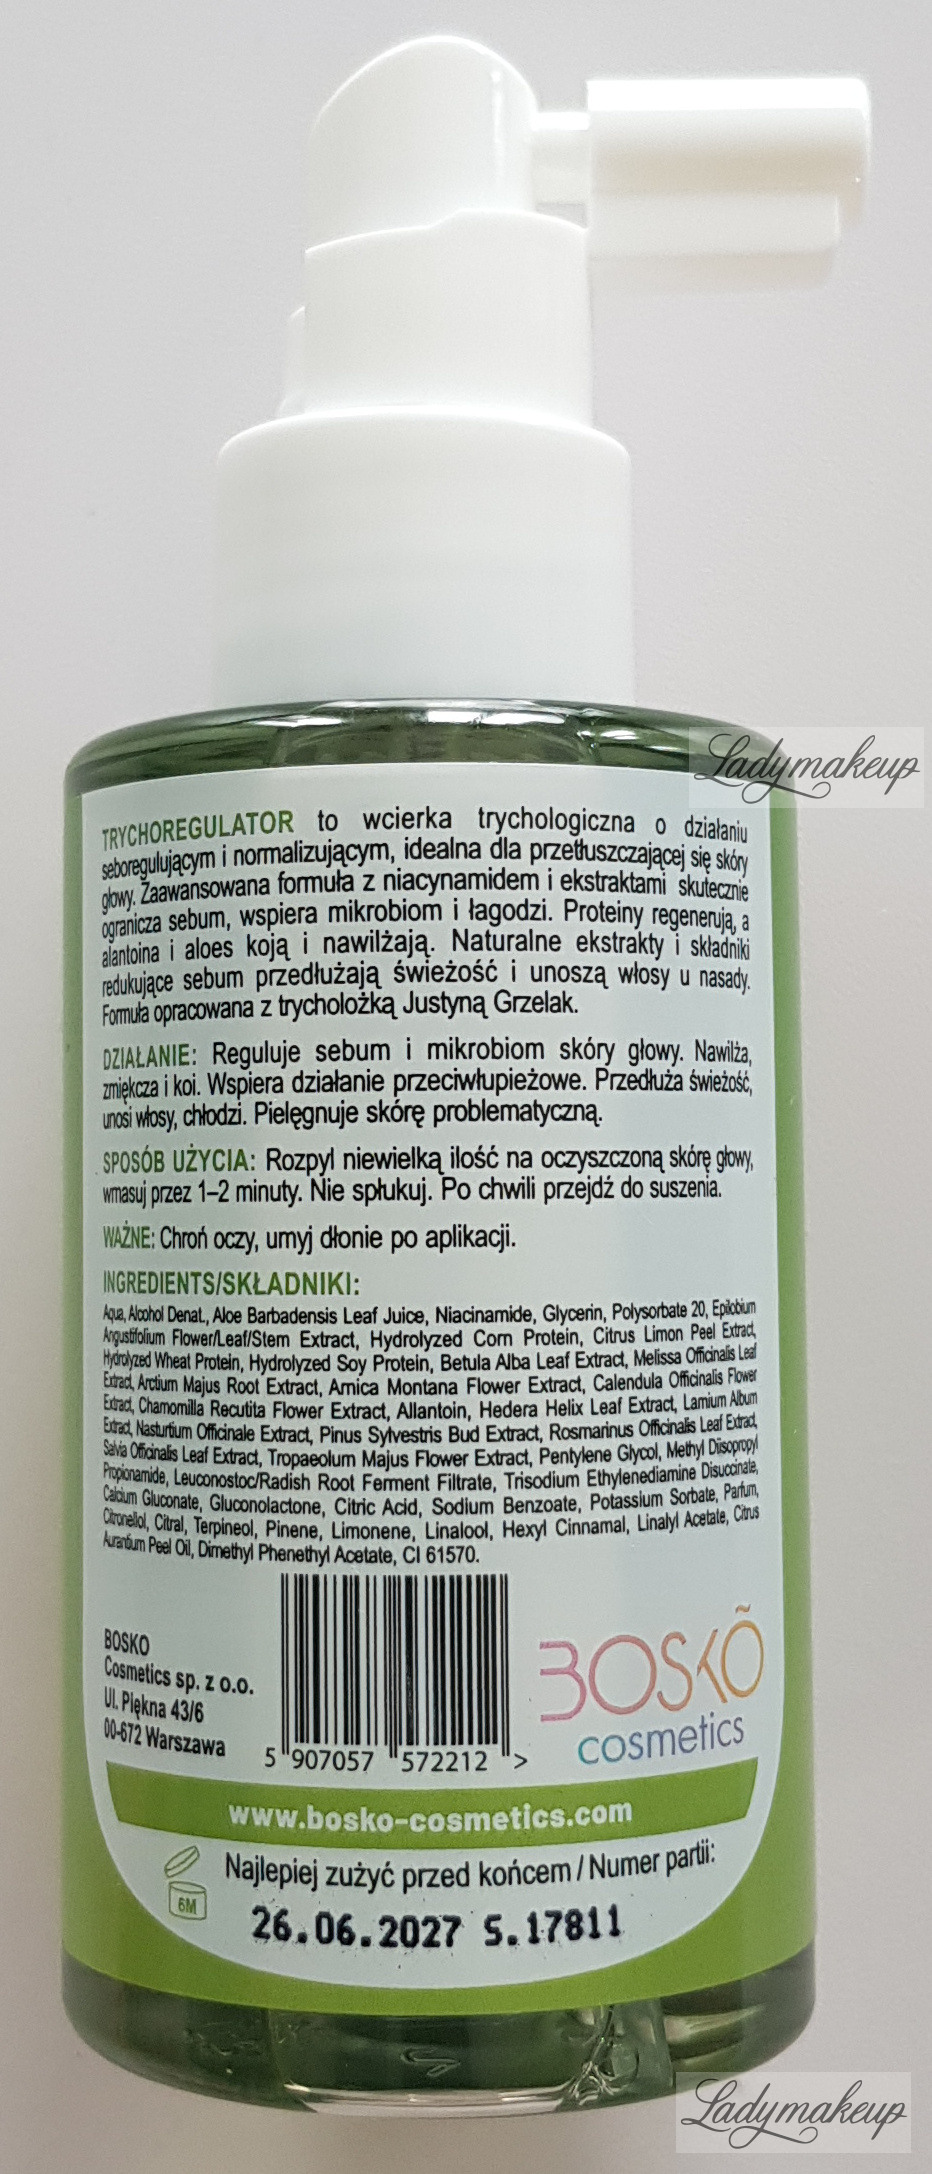 Ladymakeup
TRYCHOREGULATOR to wcierka trychologiczna o działaniu
seboregulującym i normalizującym, idealna dla przetłuszczającej się skóry
głowy. Zaawansowana formuła z niacynamidem i ekstraktami skutecznie
ogranicza sebum, wspiera mikrobiom i łagodzi. Proteiny regenerują, a
alantoina i aloes koją i nawilżają. Naturalne ekstrakty i składniki
redukujące sebum przedłużają świeżość i unoszą włosy u nasady.
Formuła opracowana z trycholożką Justyną Grzelak.
DZIAŁANIE: Reguluje sebum i mikrobiom skóry głowy. Nawilża,
zmiękcza i koi. Wspiera działanie przeciwłupieżowe. Przedłuża świeżość,
unosi włosy, chłodzi. Pielęgnuje skórę problematyczną.
SPOSÓB UŻYCIA: Rozpyl niewielką ilość na oczyszczoną skórę głowy,
wmasuj przez 1–2 minuty. Nie spłukuj. Po chwili przejdź do suszenia.
WAŻNE: Chroń oczy, umyj dłonie po aplikacji.
INGREDIENTS/SKŁADNIKI:
Aqua, Alcohol Denat., Aloe Barbadensis Leaf Juice, Niacinamide, Glycerin, Polysorbate 20, Epilobium
Angustifolium Flower/Leaf/Stem Extract, Hydrolyzed Corn Protein, Citrus Limon Peel Extract,
Hydrolyzed Wheat Protein, Hydrolyzed Soy Protein, Betula Alba Leaf Extract, Melissa Officinalis Leaf
Extract, Arctium Majus Root Extract, Arnica Montana Flower Extract, Calendula Officinalis Flower
Extract, Chamomilla Recutita Flower Extract, Allantoin, Hedera Helix Leaf Extract, Lamium Album
Extract, Nasturtium Officinale Extract, Pinus Sylvestris Bud Extract, Rosmarinus Officinalis Leaf Extract,
Salvia Officinalis Leaf Extract, Tropaeolum Majus Flower Extract, Pentylene Glycol, Methyl Diisopropyl
Propionamide, Leuconostoc/Radish Root Ferment Filtrate, Trisodium Ethylenediamine Disuccinate,
Calcium Gluconate, Gluconolactone, Citric Acid, Sodium Benzoate, Potassium Sorbate, Parfum,
Citronellol, Citral, Terpineol, Pinene, Limonene, Linalool, Hexyl Cinnamal, Linalyl Acetate, Citrus
Aurantium Peel Oil, Dimethyl Phenethyl Acetate, CI 61570.
BOSKO
Cosmetics sp. z o.o.
Ul. Piękna 43/6
00-672 Warszawa
5 907057 572212 >
BOSKÕ
cosmetics
www.bosko-cosmetics.com
6M
Najlepiej zużyć przed końcem / Numer partii:
26.06.2027 S.17811
Ladymakeup